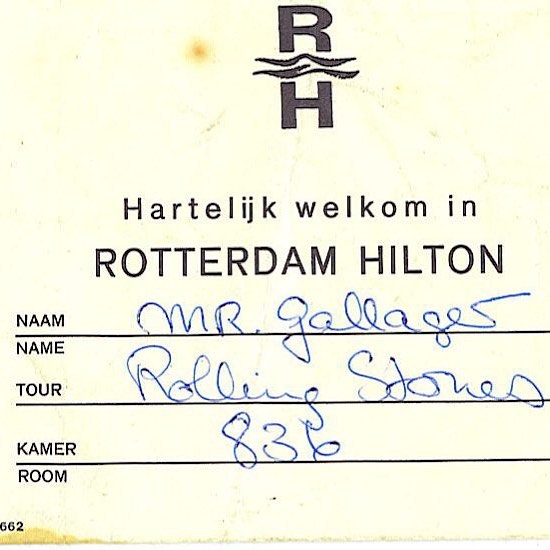 R
H
Hartelijk welkom in
ROTTERDAM HILTON
NAAM MR. Gallager
NAME
TOUR Rolling Stones
KAMER 836
ROOM
662